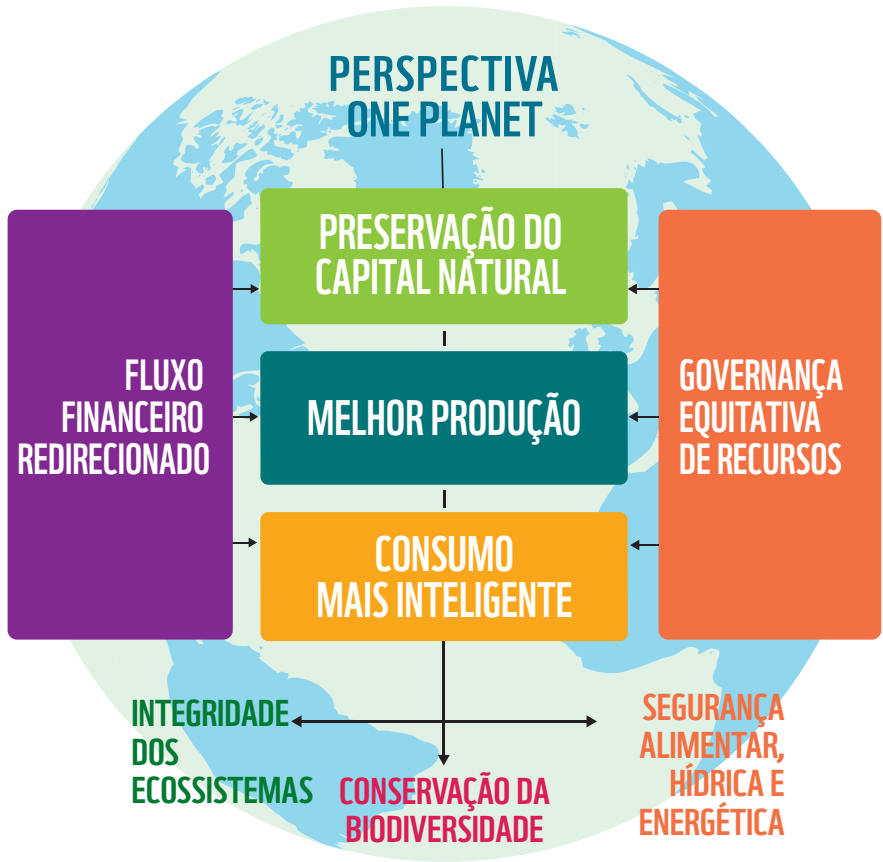 PERSPECTIVA
ONE PLANET
PRESERVAÇÃO DO
CAPITAL NATURAL
FLUXO
FINANCEIRO
REDIRECIONADO
MELHOR PRODUÇÃO
GOVERNANÇA
EQUITATIVA
DE RECURSOS
CONSUMO
MAIS INTELIGENTE
INTEGRIDADE
DOS
ECOSSISTEMAS
CONSERVAÇÃO DA
BIODIVERSIDADE
SEGURANÇA
ALIMENTAR,
HÍDRICA E
ENERGÉTICA